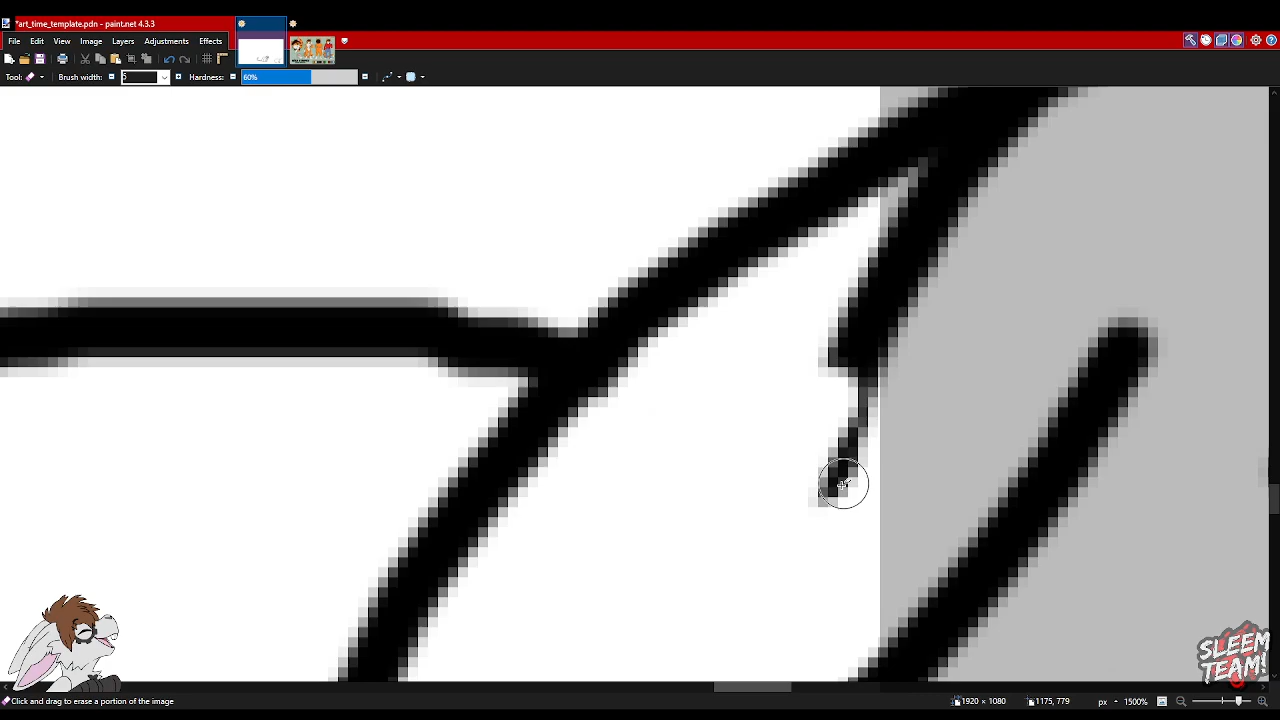 *art_time_template.pdn - paint.net 4.3.3
File Edit View Image Layers Adjustments Effects
Tool: Brush width: 5 Hardness: 60%
SLEEM
TEAM!
Click and drag to erase a portion of the image 1920 × 1080 1175, 779 px 1500%